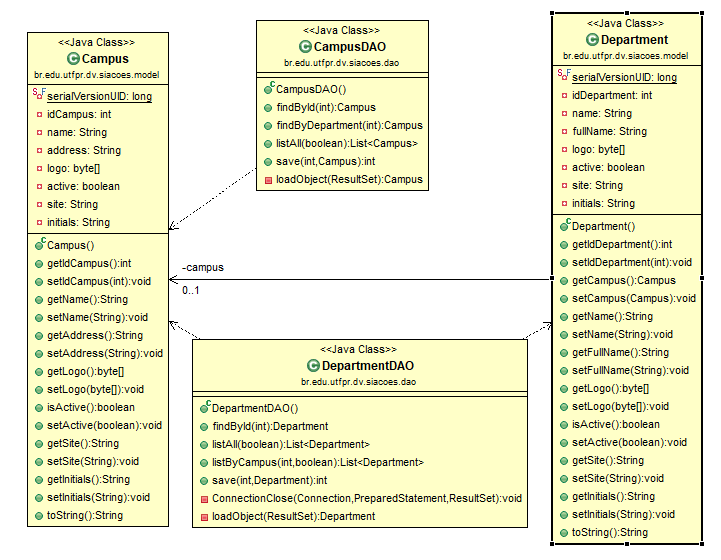 <<Java Class>>
Campus
br.edu.utfpr.dv.siacoes.model
serialVersionUID: long
idCampus: int
name: String
address: String
logo: byte[]
active: boolean
site: String
initials: String
Campus()
getIdCampus():int
setIdCampus(int):void
getName():String
setName(String):void
getAddress():String
setAddress(String):void
getLogo():byte[]
setLogo(byte[]):void
isActive():boolean
setActive(boolean):void
getSite():String
setSite(String):void
getInitials():String
setInitials(String):void
toString():String
<<Java Class>>
CampusDAO
br.edu.utfpr.dv.siacoes.dao
CampusDAO()
findById(int):Campus
findByDepartment(int):Campus
listAll(boolean):List<Campus>
save(int,Campus):int
loadObject(ResultSet):Campus
-campus
0..1
<<Java Class>>
DepartmentDAO
br.edu.utfpr.dv.siacoes.dao
DepartmentDAO()
findById(int):Department
listAll(boolean):List<Department>
listByCampus(int,boolean):List<Department>
save(int,Department):int
ConnectionClose(Connection,PreparedStatement,ResultSet):void
loadObject(ResultSet):Department
<<Java Class>>
Department
br.edu.utfpr.dv.siacoes.model
serialVersionUID: long
idDepartment: int
name: String
fullName: String
logo: byte[]
active: boolean
site: String
initials: String
Department()
getIdDepartment():int
setIdDepartment(int):void
getCampus():Campus
setCampus(Campus):void
getName():String
setName(String):void
getFullName():String
setFullName(String):void
getLogo():byte[]
setLogo(byte[]):void
isActive():boolean
setActive(boolean):void
getSite():String
setSite(String):void
getInitials():String
setInitials(String):void
toString():String